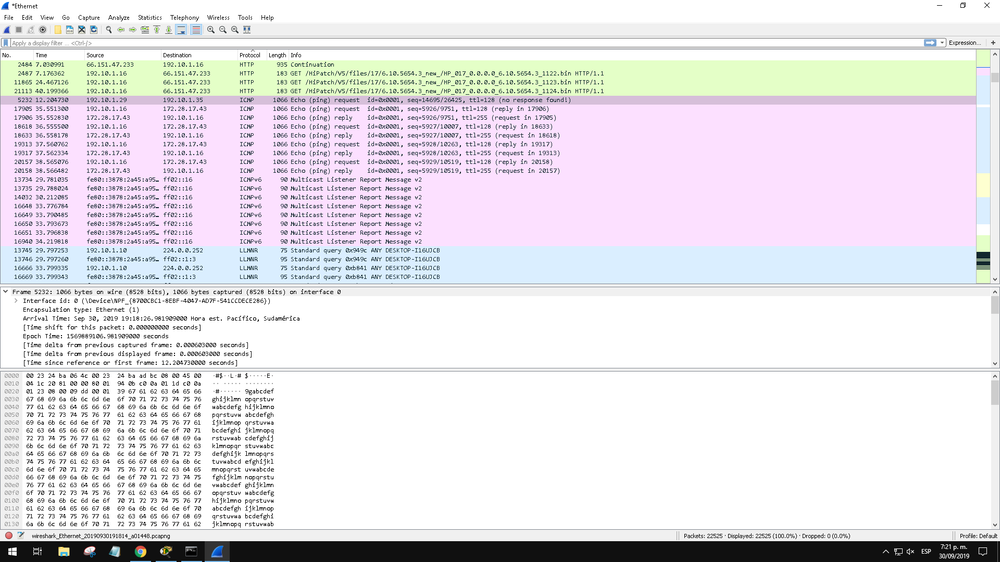 *Ethernet
File Edit View Go Capture Analyze Statistics Telephony Wireless Tools Help
Apply a display filter ... <Ctrl-/> Expression... +
No. Time Source Destination Protocol Length Info
2484 7.030991 66.151.47.233 192.10.1.16 HTTP 935 Continuation
2487 7.176362 192.10.1.16 66.151.47.233 HTTP 183 GET /HiPatch/V5/files/17/6.10.5654.3_new_/HP_017_0.0.0.0_6.10.5654.3_1122.bin HTTP/1.1
11865 24.467126 192.10.1.16 66.151.47.233 HTTP 183 GET /HiPatch/V5/files/17/6.10.5654.3_new_/HP_017_0.0.0.0_6.10.5654.3_1123.bin HTTP/1.1
21113 40.199366 192.10.1.16 66.151.47.233 HTTP 183 GET /HiPatch/V5/files/17/6.10.5654.3_new_/HP_017_0.0.0.0_6.10.5654.3_1124.bin HTTP/1.1
5232 12.204730 192.10.1.29 192.10.1.35 ICMP 1066 Echo (ping) request id=0x0001, seq=14695/26425, ttl=128 (no response found!)
17905 35.551300 192.10.1.16 172.28.17.43 ICMP 1066 Echo (ping) request id=0x0001, seq=5926/9751, ttl=128 (reply in 17906)
17906 35.552830 172.28.17.43 192.10.1.16 ICMP 1066 Echo (ping) reply id=0x0001, seq=5926/9751, ttl=255 (request in 17905)
18618 36.555500 192.10.1.16 172.28.17.43 ICMP 1066 Echo (ping) request id=0x0001, seq=5927/10007, ttl=128 (reply in 18633)
18633 36.558178 172.28.17.43 192.10.1.16 ICMP 1066 Echo (ping) reply id=0x0001, seq=5927/10007, ttl=255 (request in 18618)
19313 37.560762 192.10.1.16 172.28.17.43 ICMP 1066 Echo (ping) request id=0x0001, seq=5928/10263, ttl=128 (reply in 19317)
19317 37.562334 172.28.17.43 192.10.1.16 ICMP 1066 Echo (ping) reply id=0x0001, seq=5928/10263, ttl=255 (request in 19313)
20157 38.565076 192.10.1.16 172.28.17.43 ICMP 1066 Echo (ping) request id=0x0001, seq=5929/10519, ttl=128 (reply in 20158)
20158 38.566482 172.28.17.43 192.10.1.16 ICMP 1066 Echo (ping) reply id=0x0001, seq=5929/10519, ttl=255 (request in 20157)
13734 29.781035 fe80::3878:2a45:a95… ff02::16 ICMPv6 90 Multicast Listener Report Message v2
13735 29.788024 fe80::3878:2a45:a95… ff02::16 ICMPv6 90 Multicast Listener Report Message v2
14032 30.212085 fe80::3878:2a45:a95… ff02::16 ICMPv6 90 Multicast Listener Report Message v2
16648 33.776784 fe80::3878:2a45:a95… ff02::16 ICMPv6 90 Multicast Listener Report Message v2
16649 33.790485 fe80::3878:2a45:a95… ff02::16 ICMPv6 90 Multicast Listener Report Message v2
16650 33.793673 fe80::3878:2a45:a95… ff02::16 ICMPv6 90 Multicast Listener Report Message v2
16651 33.796838 fe80::3878:2a45:a95… ff02::16 ICMPv6 90 Multicast Listener Report Message v2
16940 34.219818 fe80::3878:2a45:a95… ff02::16 ICMPv6 90 Multicast Listener Report Message v2
13745 29.797253 192.10.1.10 224.0.0.252 LLMNR 75 Standard query 0x949c ANY DESKTOP-I16UJCB
13746 29.797260 fe80::3878:2a45:a95… ff02::1:3 LLMNR 95 Standard query 0x949c ANY DESKTOP-I16UJCB
16666 33.799335 192.10.1.10 224.0.0.252 LLMNR 75 Standard query 0xb841 ANY DESKTOP-I16UJCB
16669 33.799343 fe80::3878:2a45:a95… ff02::1:3 LLMNR 95 Standard query 0xb841 ANY DESKTOP-I16UJCB
Frame 5232: 1066 bytes on wire (8528 bits), 1066 bytes captured (8528 bits) on interface 0
Interface id: 0 (\Device\NPF_{8700CBC1-8EBF-4047-AD7F-541CCDECE286})
Encapsulation type: Ethernet (1)
Arrival Time: Sep 30, 2019 19:18:26.981909000 Hora est. Pacífico, Sudamérica
[Time shift for this packet: 0.000000000 seconds]
Epoch Time: 1569889106.981909000 seconds
[Time delta from previous captured frame: 0.000603000 seconds]
[Time delta from previous displayed frame: 0.000603000 seconds]
[Time since reference or first frame: 12.204730000 seconds]
0000 00 23 24 ba 06 4c 00 23 24 ba ad bc 08 00 45 00 ·#$··L·# $·····E·
0010 04 1c 20 81 00 00 80 01 94 0b c0 0a 01 1d c0 0a ·· ····· ········
0020 01 23 08 00 09 dd 00 01 39 67 61 62 63 64 65 66 ·#······ 9gabcdef
0030 67 68 69 6a 6b 6c 6d 6e 6f 70 71 72 73 74 75 76 ghijklmn opqrstuv
0040 77 61 62 63 64 65 66 67 68 69 6a 6b 6c 6d 6e 6f wabcdefg hijklmno
0050 70 71 72 73 74 75 76 77 61 62 63 64 65 66 67 68 pqrstuvw abcdefgh
0060 69 6a 6b 6c 6d 6e 6f 70 71 72 73 74 75 76 77 61 ijklmnop qrstuvwa
0070 62 63 64 65 66 67 68 69 6a 6b 6c 6d 6e 6f 70 71 bcdefghi jklmnopq
0080 72 73 74 75 76 77 61 62 63 64 65 66 67 68 69 6a rstuvwab cdefghij
0090 6b 6c 6d 6e 6f 70 71 72 73 74 75 76 77 61 62 63 klmnopqr stuvwabc
00a0 64 65 66 67 68 69 6a 6b 6c 6d 6e 6f 70 71 72 73 defghijk lmnopqrs
00b0 74 75 76 77 61 62 63 64 65 66 67 68 69 6a 6b 6c tuvwabcd efghijkl
00c0 6d 6e 6f 70 71 72 73 74 75 76 77 61 62 63 64 65 mnopqrst uvwabcde
00d0 66 67 68 69 6a 6b 6c 6d 6e 6f 70 71 72 73 74 75 fghijklm nopqrstu
00e0 76 77 61 62 63 64 65 66 67 68 69 6a 6b 6c 6d 6e vwabcdef ghijklmn
00f0 6f 70 71 72 73 74 75 76 77 61 62 63 64 65 66 67 opqrstuv wabcdefg
0100 68 69 6a 6b 6c 6d 6e 6f 70 71 72 73 74 75 76 77 hijklmno pqrstuvw
0110 61 62 63 64 65 66 67 68 69 6a 6b 6c 6d 6e 6f 70 abcdefgh ijklmnop
0120 71 72 73 74 75 76 77 61 62 63 64 65 66 67 68 69 qrstuvwa bcdefghi
0130 6a 6b 6c 6d 6e 6f 70 71 72 73 74 75 76 77 61 62 jklmnopq rstuvwab
wireshark_Ethernet_20190930191814_a01448.pcapng Packets: 22525 · Displayed: 22525 (100.0%) · Dropped: 0 (0.0%) Profile: Default
ESP 7:21 p. m.
30/09/2019